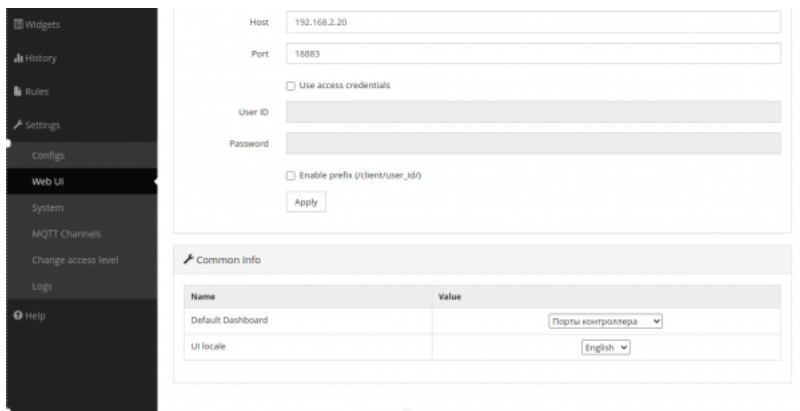 Widgets
History
Rules
Settings
Configs
Web UI
System
MQTT Channels
Change access level
Logs
Help
Host 192.168.2.20
Port 18883
Use access credentials
User ID
Password
Enable prefix (/client/user_id/)
Apply
Common Info
Name Value
Default Dashboard Порты контроллера
UI locale English